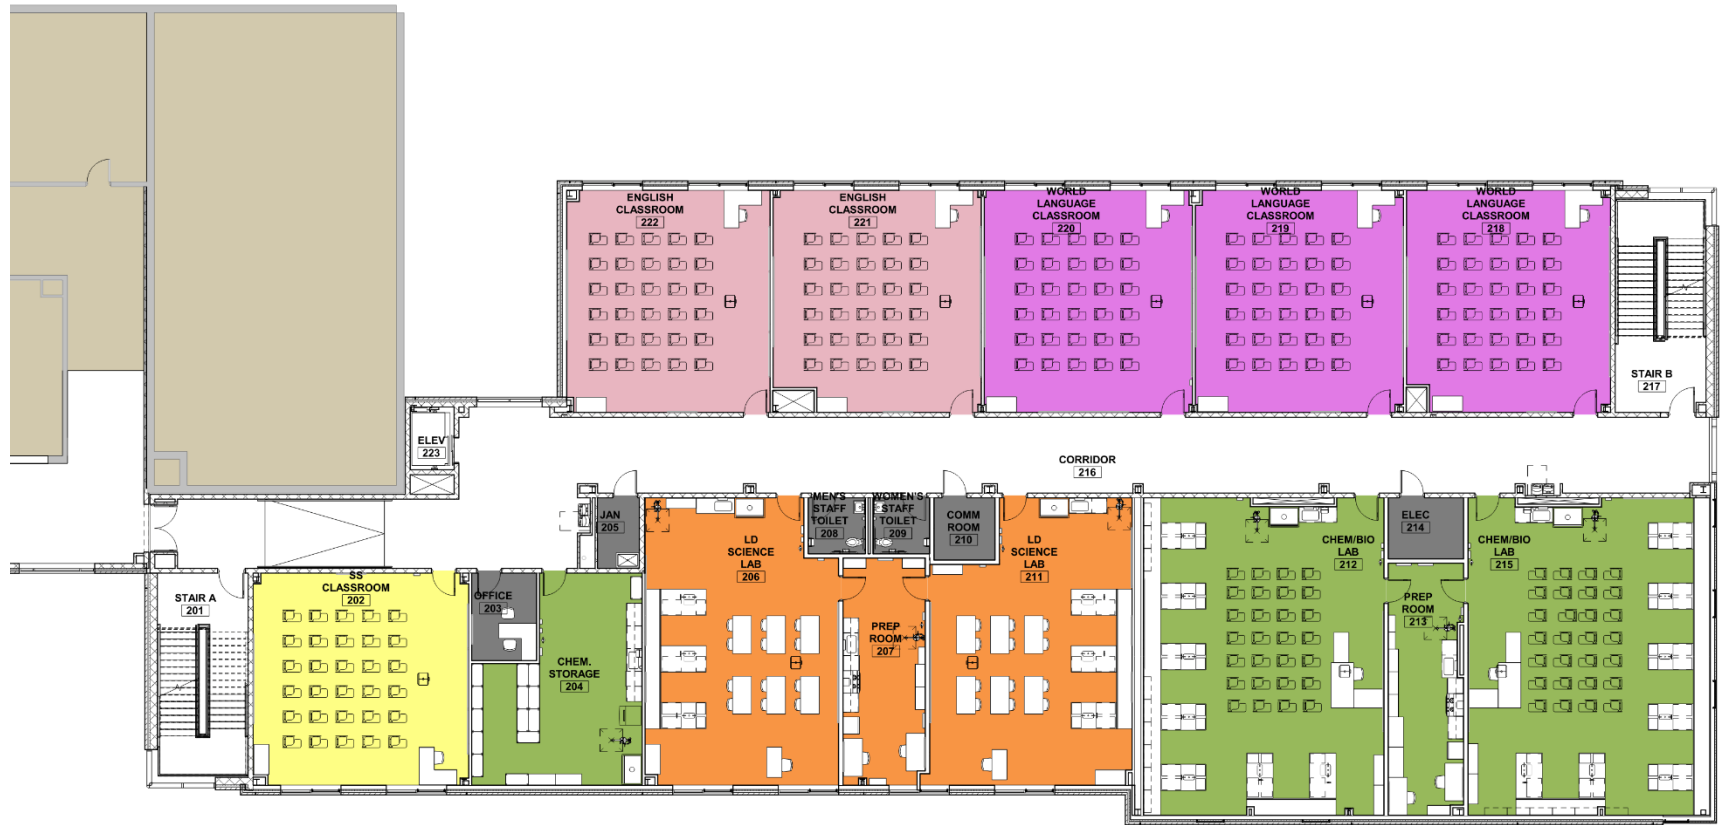 ENGLISH
CLASSROOM
222
ENGLISH
CLASSROOM
221
WORLD
LANGUAGE
CLASSROOM
220
WORLD
LANGUAGE
CLASSROOM
219
WORLD
LANGUAGE
CLASSROOM
218
STAIR B
217
ELEV
223
CORRIDOR
216
JAN
205
MEN'S
STAFF
TOILET
208
WOMEN'S
STAFF
TOILET
209
COMM
ROOM
210
ELEC
214
LD
SCIENCE
LAB
206
LD
SCIENCE
LAB
211
CHEM/BIO
LAB
212
CHEM/BIO
LAB
215
STAIR A
201
SS
CLASSROOM
202
OFFICE
203
CHEM.
STORAGE
204
PREP
ROOM
207
PREP
ROOM
213